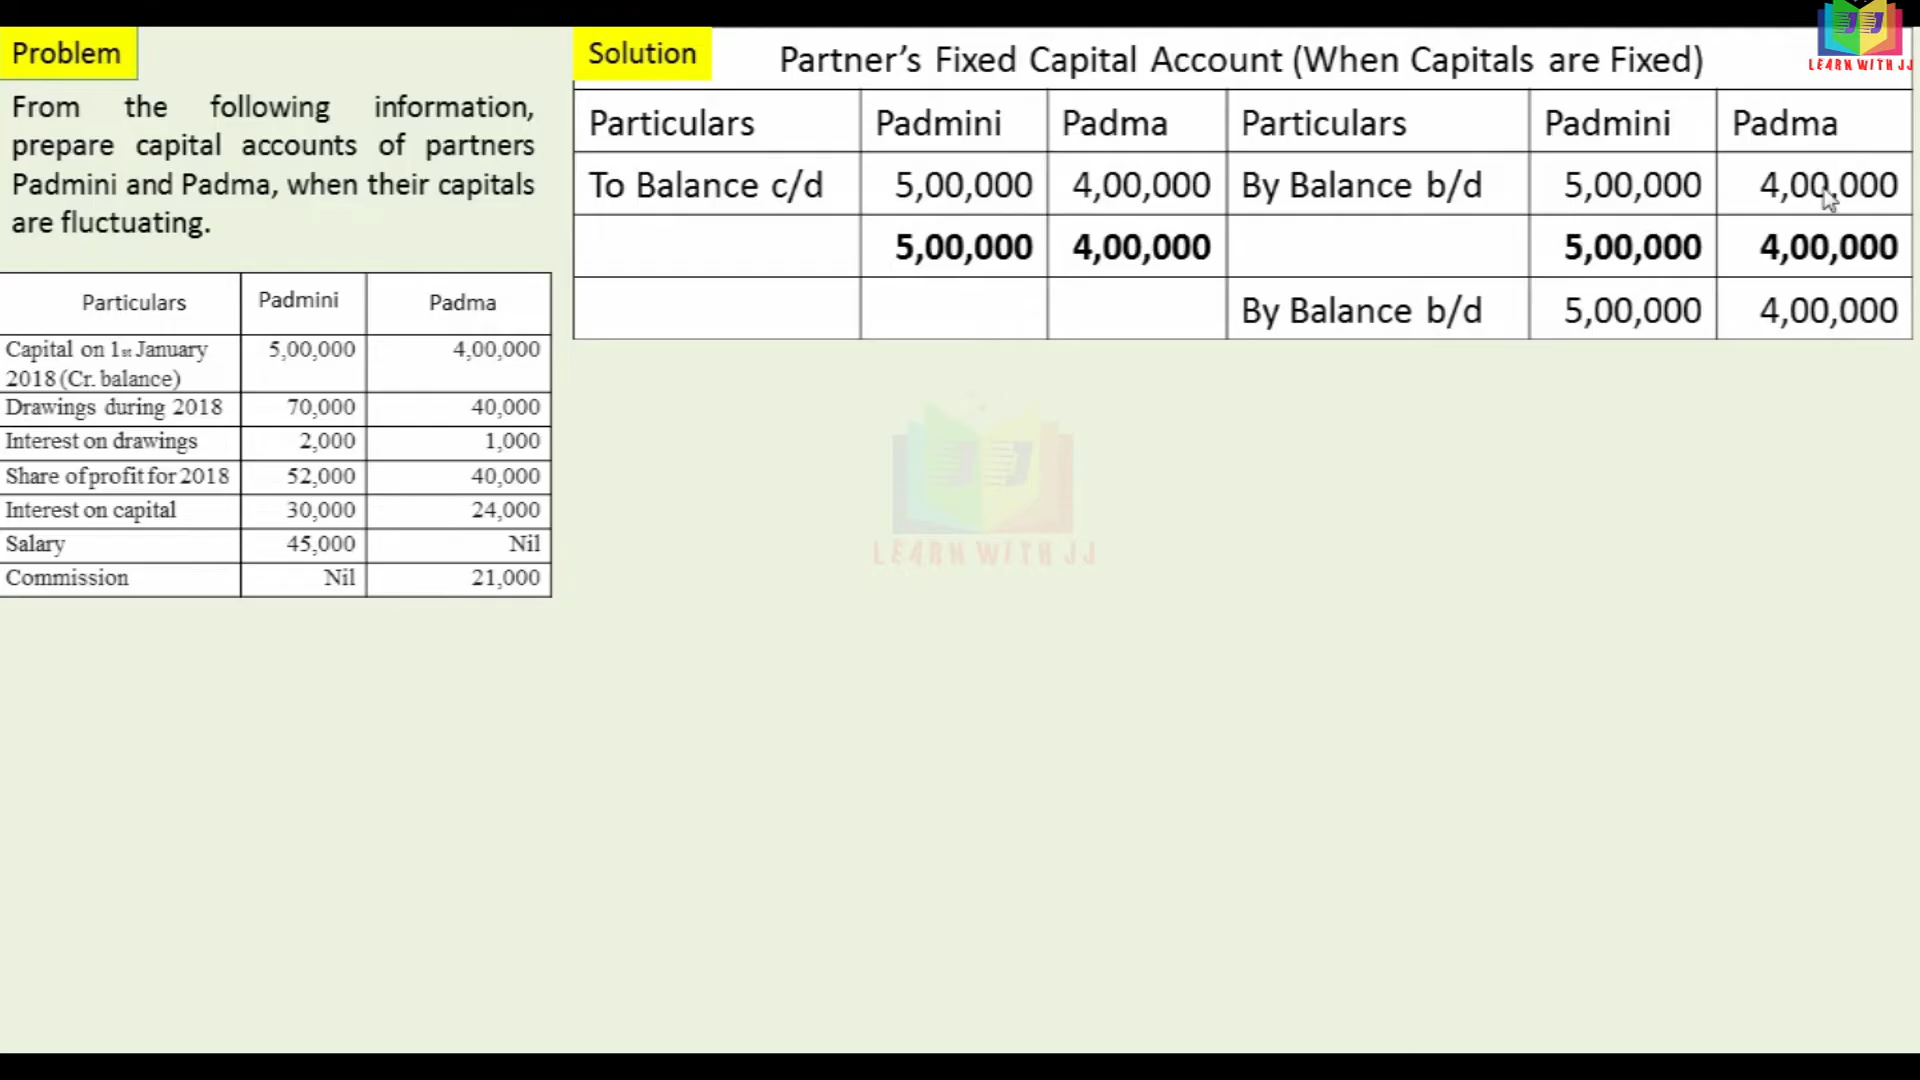 Problem
From the following information,
prepare capital accounts of partners
Padmini and Padma, when their capitals
are fluctuating.
Particulars Padmini Padma
Capital on 1st January 5,00,000 4,00,000
2018 (Cr. balance)
Drawings during 2018 70,000 40,000
Interest on drawings 2,000 1,000
Share of profit for 2018 52,000 40,000
Interest on capital 30,000 24,000
Salary 45,000 Nil
Commission Nil 21,000
Solution
Partner's Fixed Capital Account (When Capitals are Fixed)
Particulars Padmini Padma Particulars Padmini Padma
To Balance c/d 5,00,000 4,00,000 By Balance b/d 5,00,000 4,00,000
5,00,000 4,00,000 5,00,000 4,00,000
By Balance b/d 5,00,000 4,00,000
JJ
LEARN WITH JJ
JJ
LEARN WITH JJ